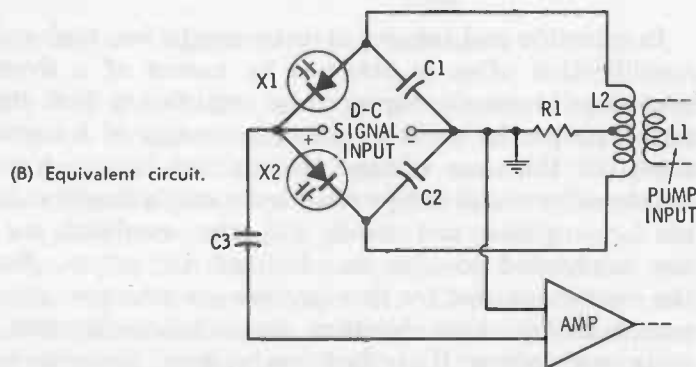 X1
C1
D-C
SIGNAL
INPUT
+
-
R1
L2
L1
PUMP
INPUT
X2
C2
(B) Equivalent circuit.
C3
AMP